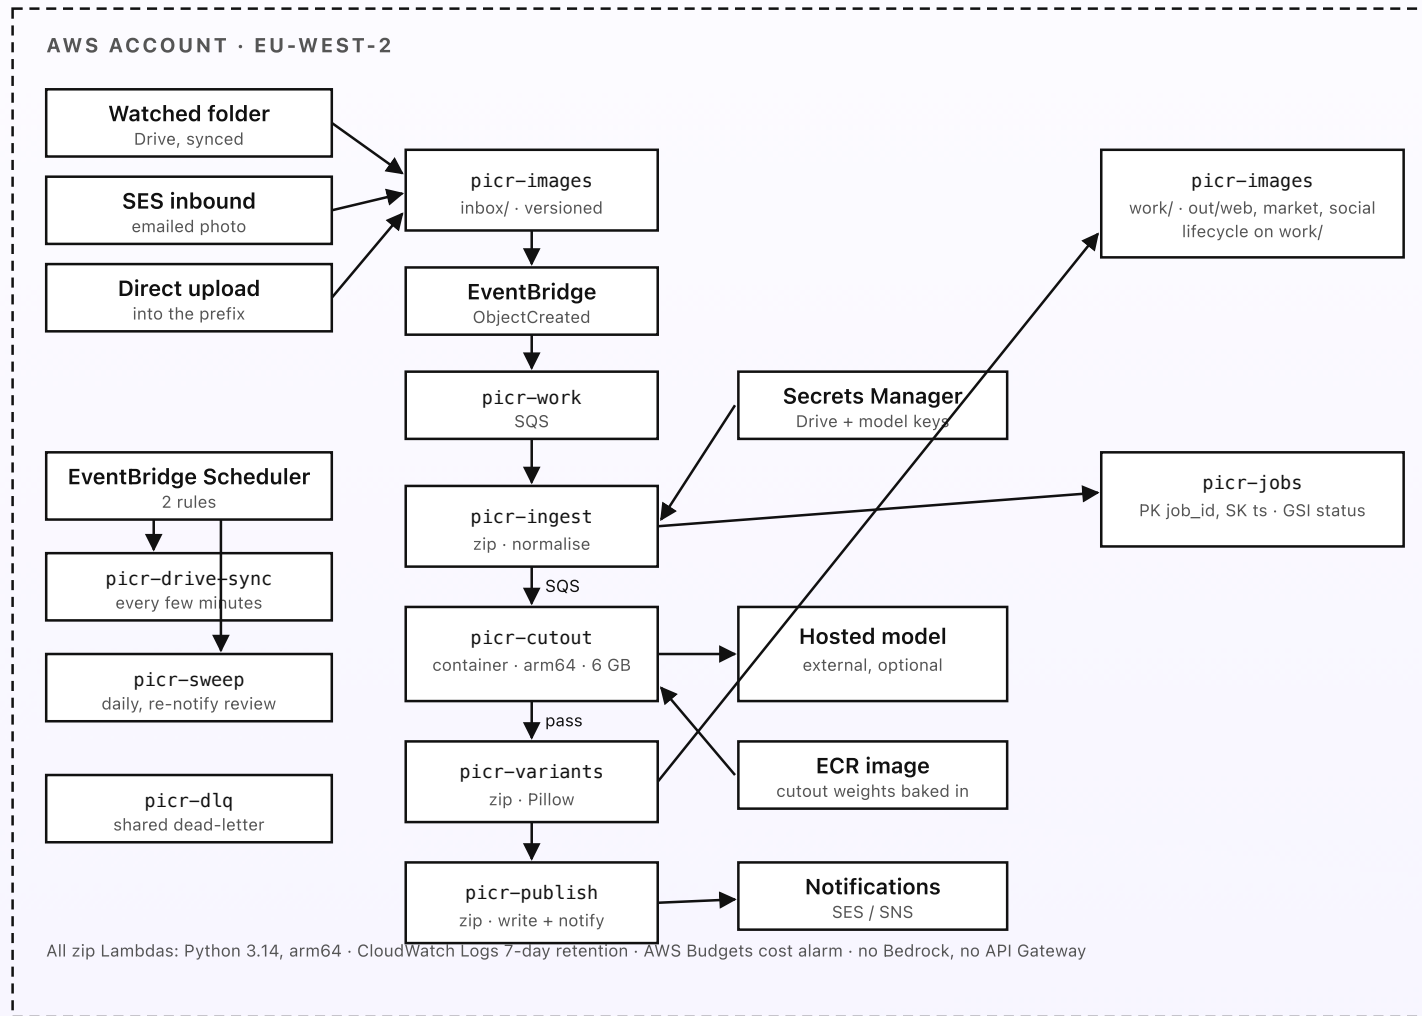 AWS ACCOUNT · EU-WEST-2
Watched folder
Drive, synced
SES inbound
emailed photo
Direct upload
into the prefix
picr-images
inbox/ · versioned
EventBridge
ObjectCreated
picr-work
SQS
picr-images
work/ · out/web, market, social
lifecycle on work/
Secrets Manager
Drive + model keys
EventBridge Scheduler
2 rules
picr-drive-sync
every few minutes
picr-sweep
daily, re-notify review
picr-dlq
shared dead-letter
picr-ingest
zip · normalise
SQS
picr-jobs
PK job_id, SK ts · GSI status
picr-cutout
container · arm64 · 6 GB
pass
Hosted model
external, optional
picr-variants
zip · Pillow
ECR image
cutout weights baked in
picr-publish
zip · write + notify
Notifications
SES / SNS
All zip Lambdas: Python 3.14, arm64 · CloudWatch Logs 7-day retention · AWS Budgets cost alarm · no Bedrock, no API Gateway